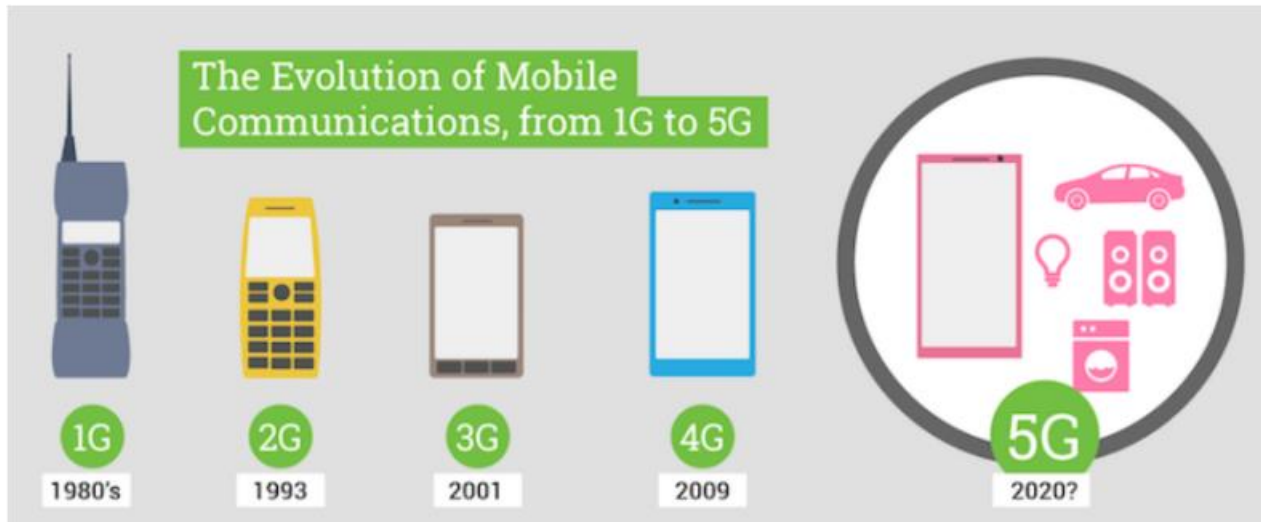 The Evolution of Mobile
Communications, from 1G to 5G
1G
2G
3G
4G
5G
1980's
1993
2001
2009
2020?